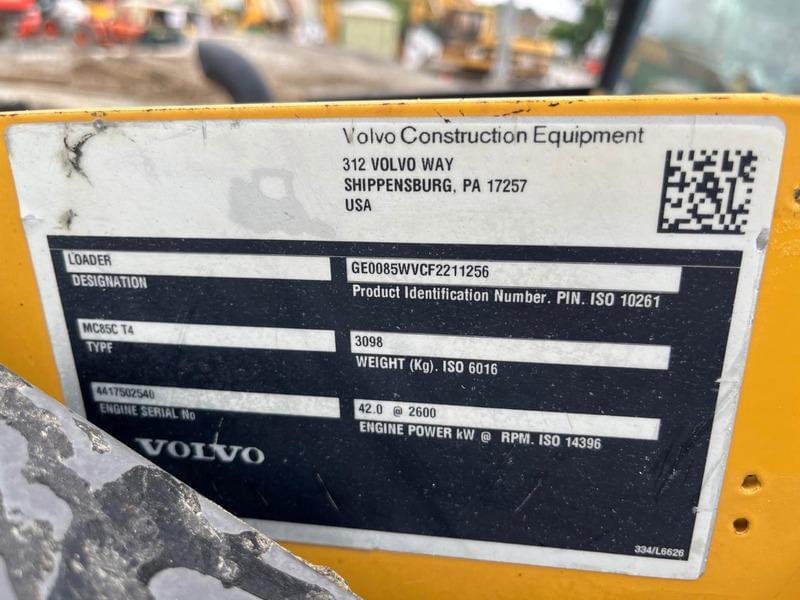 Volvo Construction Equipment
312 VOLVO WAY
SHIPPENSBURG, PA 17257
USA
LOADER
DESIGNATION
GE0085WVCF2211256
Product Identification Number. PIN. ISO 10261
MC85C T4
TYPE
3098
WEIGHT (Kg). ISO 6016
4417502540
ENGINE SERIAL No
42.0 @ 2600
ENGINE POWER kW @ RPM. ISO 14396
VOLVO
334/L6626